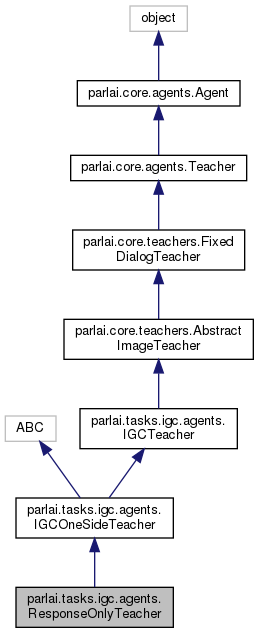 object
parlai.core.agents.Agent
parlai.core.agents.Teacher
parlai.core.teachers.Fixed
DialogTeacher
parlai.core.teachers.Abstract
ImageTeacher
ABC
parlai.tasks.igc.agents.
IGCTeacher
parlai.tasks.igc.agents.
IGCOneSideTeacher
parlai.tasks.igc.agents.
ResponseOnlyTeacher